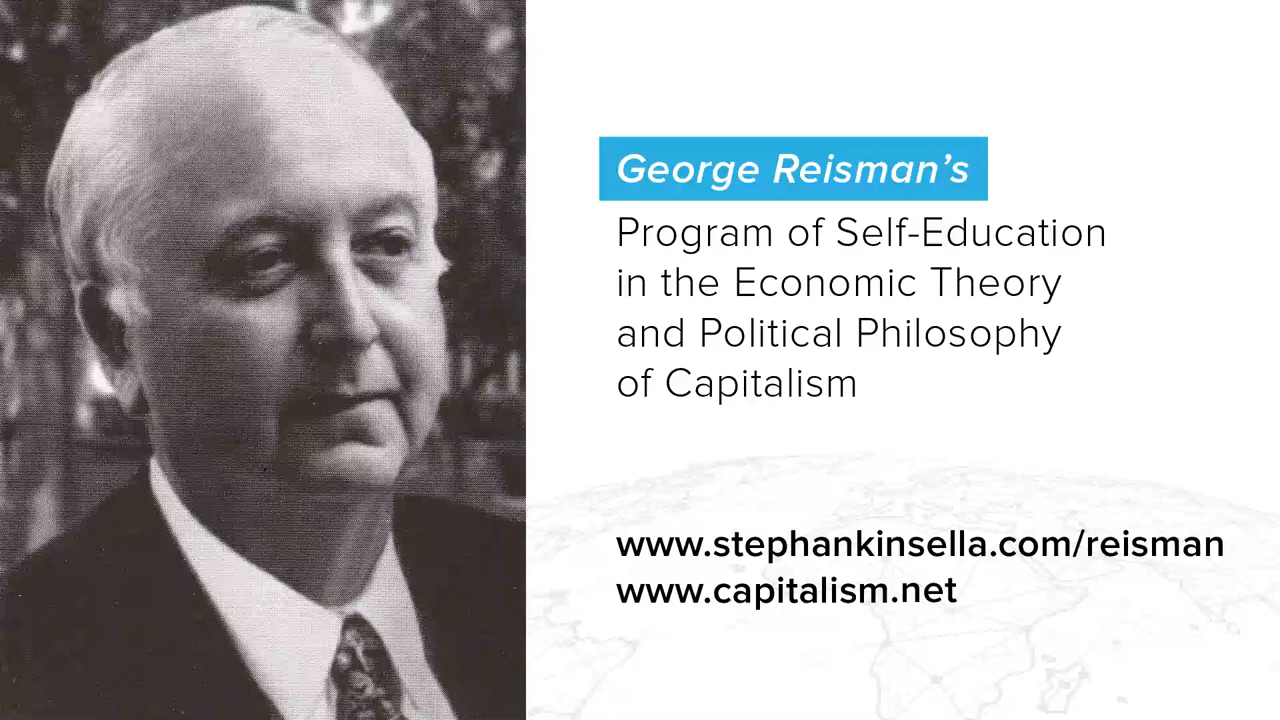 George Reisman’s
Program of Self-Education
in the Economic Theory
and Political Philosophy
of Capitalism
www.stephankinsella.com/reisman
www.capitalism.net